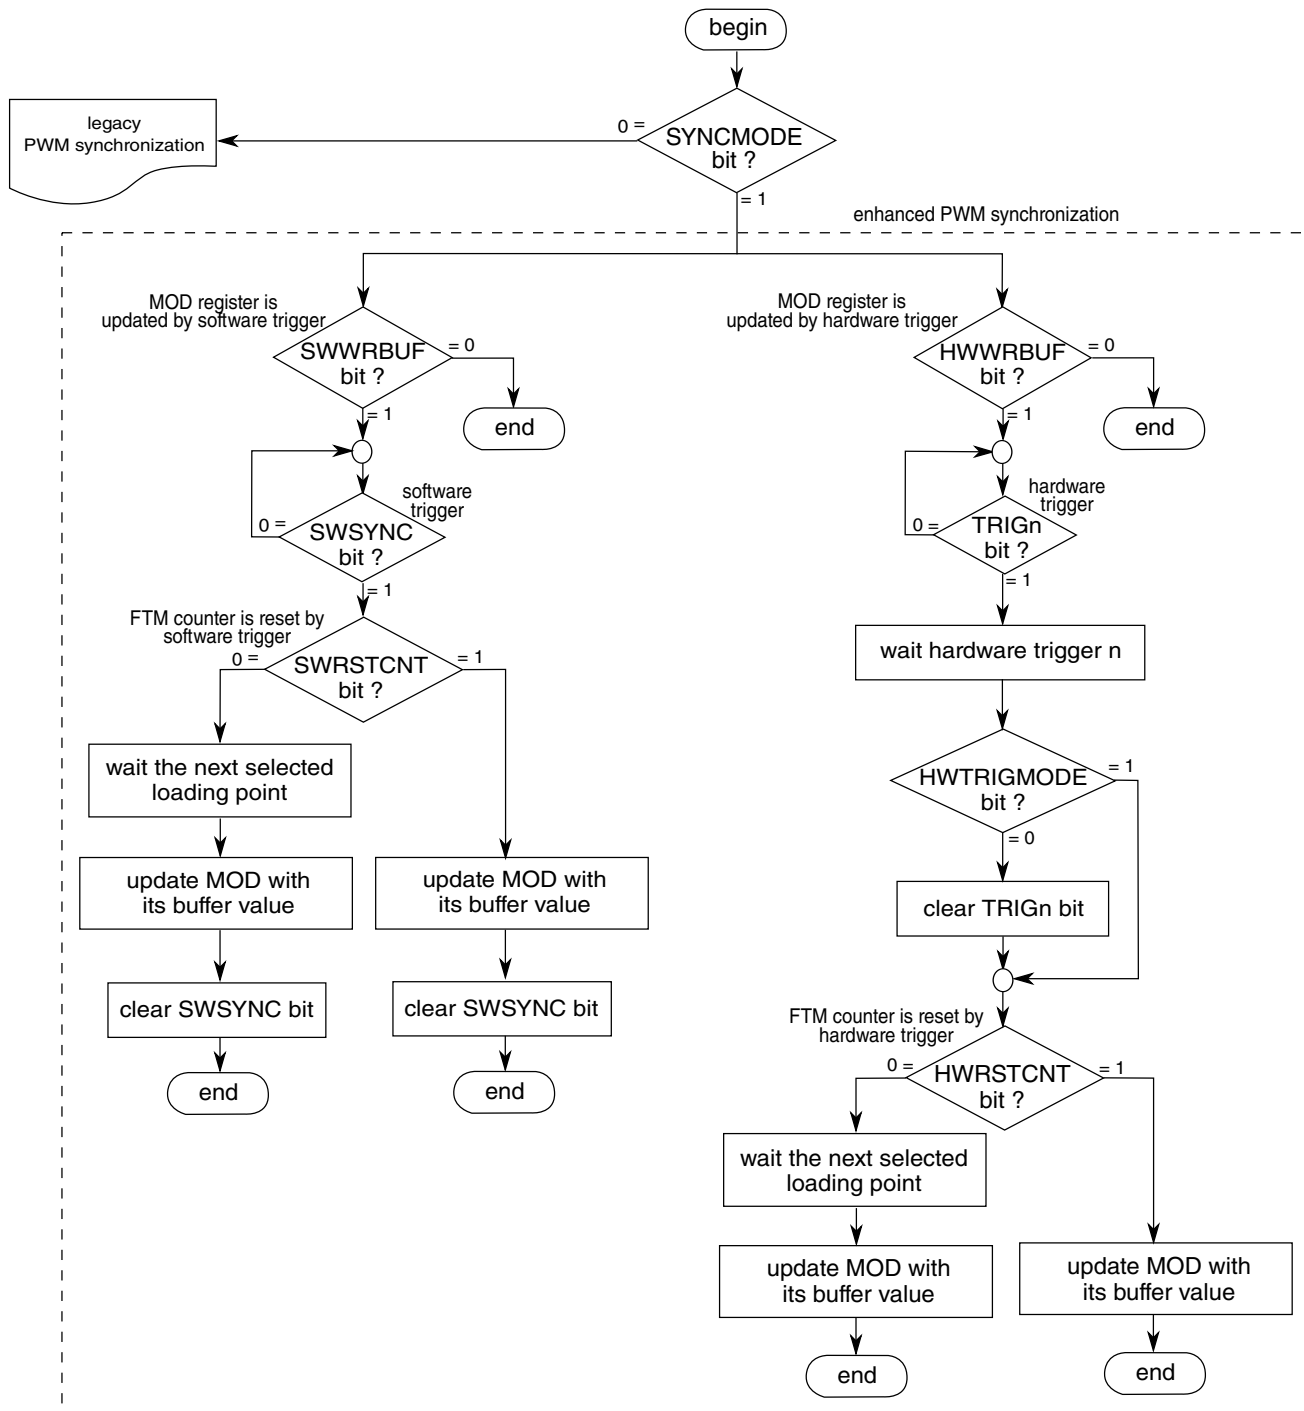 begin
legacy
PWM synchronization
0 =
SYNCMODE
bit ?
= 1
enhanced PWM synchronization
MOD register is
updated by software trigger
SWWRBUF
bit ?
= 0
= 1
end
software
trigger
0 =
SWSYNC
bit ?
= 1
FTM counter is reset by
software trigger
0 =
SWRSTCNT
bit ?
= 1
wait the next selected
loading point
update MOD with
its buffer value
clear SWSYNC bit
end
update MOD with
its buffer value
clear SWSYNC bit
end
MOD register is
updated by hardware trigger
HWWRBUF
bit ?
= 0
= 1
end
hardware
trigger
0 =
TRIGn
bit ?
= 1
wait hardware trigger n
HWTRIGMODE
bit ?
= 1
= 0
clear TRIGn bit
FTM counter is reset by
hardware trigger
0 =
HWRSTCNT
bit ?
= 1
wait the next selected
loading point
update MOD with
its buffer value
end
update MOD with
its buffer value
end